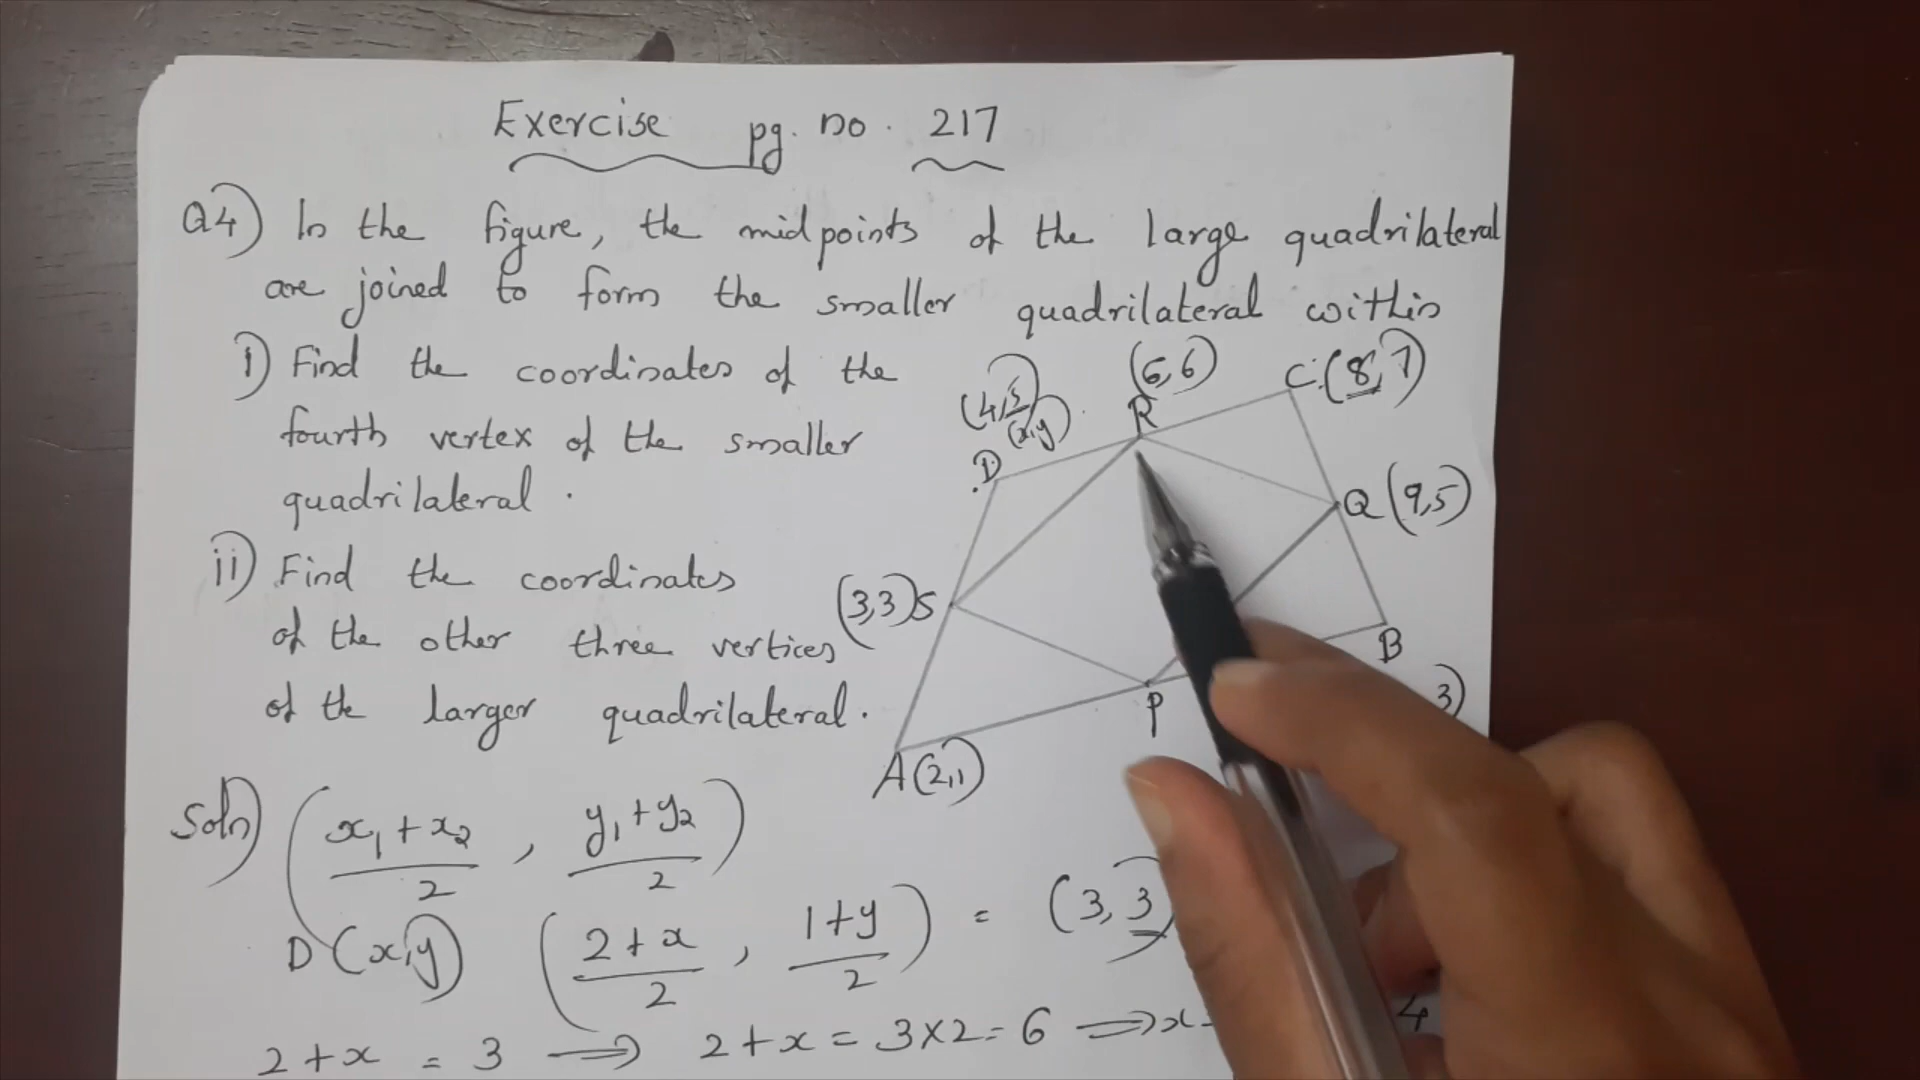 Exercise pg. no. 217
Q4) In the figure, the midpoints of the large quadrilateral
are joined to form the smaller quadrilateral within
i) Find the coordinates of the
fourth vertex of the smaller
quadrilateral.
ii) Find the coordinates
of the other three vertices
of the larger quadrilateral.
(4,5)
(x,y)
D
(6,6)
R
C (8,7)
Q (9,5)
(3,3) S
B
3)
P
A (2,1)
Soln) (x₁+x₂/2, y₁+y₂/2)
D (x,y) (2+x/2, 1+y/2) = (3,3)
2+x = 3 ⟹ 2+x = 3×2 = 6 ⟹ x 4